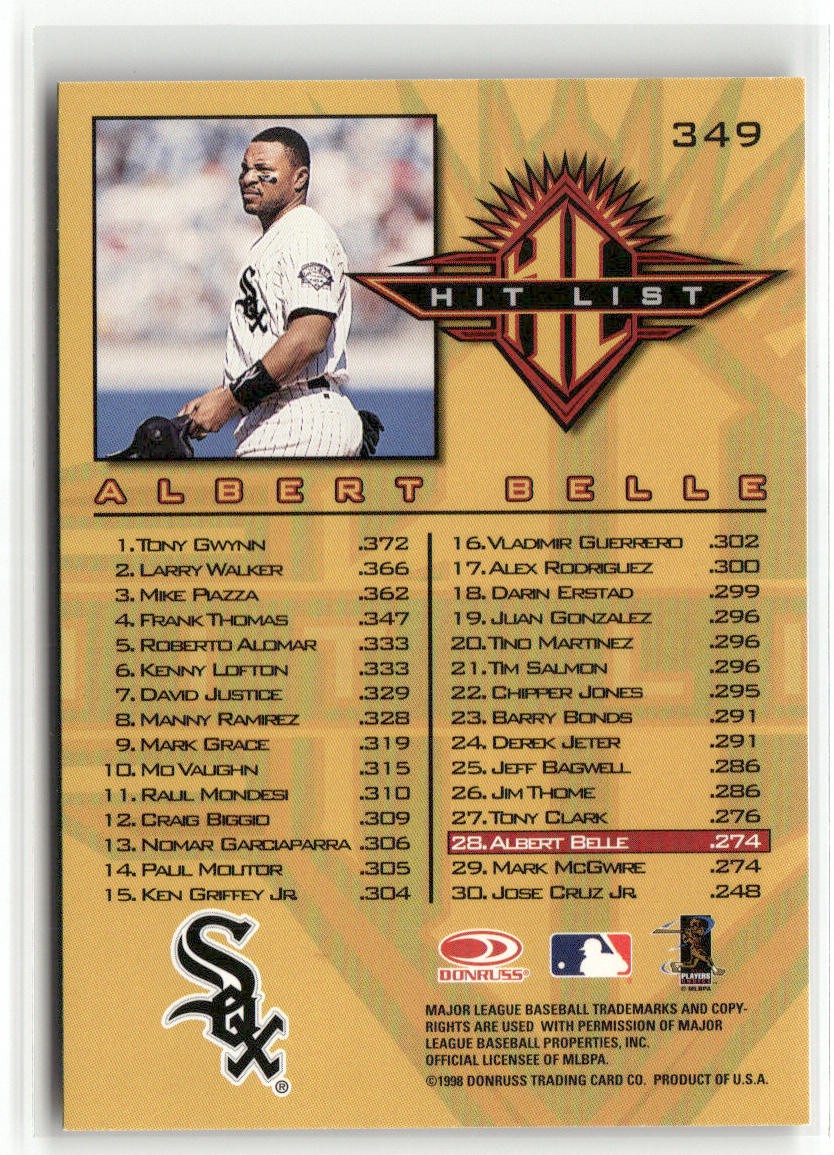 349
HIT LIST
HL
Sox
ALBERT BELLE
1. TONY GWYNN .372
2. LARRY WALKER .366
3. MIKE PIAZZA .362
4. FRANK THOMAS .347
5. ROBERTO ALOMAR .333
6. KENNY LOFTON .333
7. DAVID JUSTICE .329
8. MANNY RAMIREZ .328
9. MARK GRACE .319
10. MO VAUGHN .315
11. RAUL MONDESI .310
12. CRAIG BIGGIO .309
13. NOMAR GARCIAPARRA .306
14. PAUL MOLITOR .305
15. KEN GRIFFEY JR. .304
16. VLADIMIR GUERRERO .302
17. ALEX RODRIGUEZ .300
18. DARIN ERSTAD .299
19. JUAN GONZALEZ .296
20. TINO MARTINEZ .296
21. TIM SALMON .296
22. CHIPPER JONES .295
23. BARRY BONDS .291
24. DEREK JETER .291
25. JEFF BAGWELL .286
26. JIM THOME .286
27. TONY CLARK .276
28. ALBERT BELLE .274
29. MARK MCGWIRE .274
30. JOSE CRUZ JR. .248
Sox®
DONRUSS®
PLAYERS
CHOICE
© MLBPA
MAJOR LEAGUE BASEBALL TRADEMARKS AND COPY-
RIGHTS ARE USED WITH PERMISSION OF MAJOR
LEAGUE BASEBALL PROPERTIES, INC.
OFFICIAL LICENSEE OF MLBPA.
©1998 DONRUSS TRADING CARD CO. PRODUCT OF U.S.A.